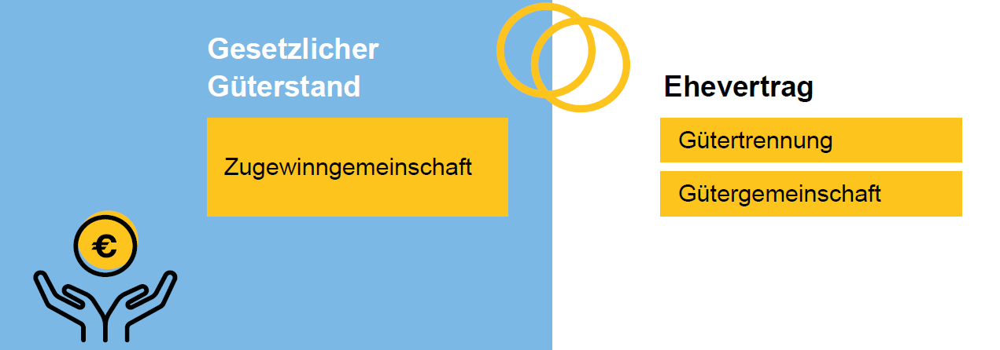 Gesetzlicher
Güterstand
Zugewinngemeinschaft
€
Ehevertrag
Gütertrennung
Gütergemeinschaft